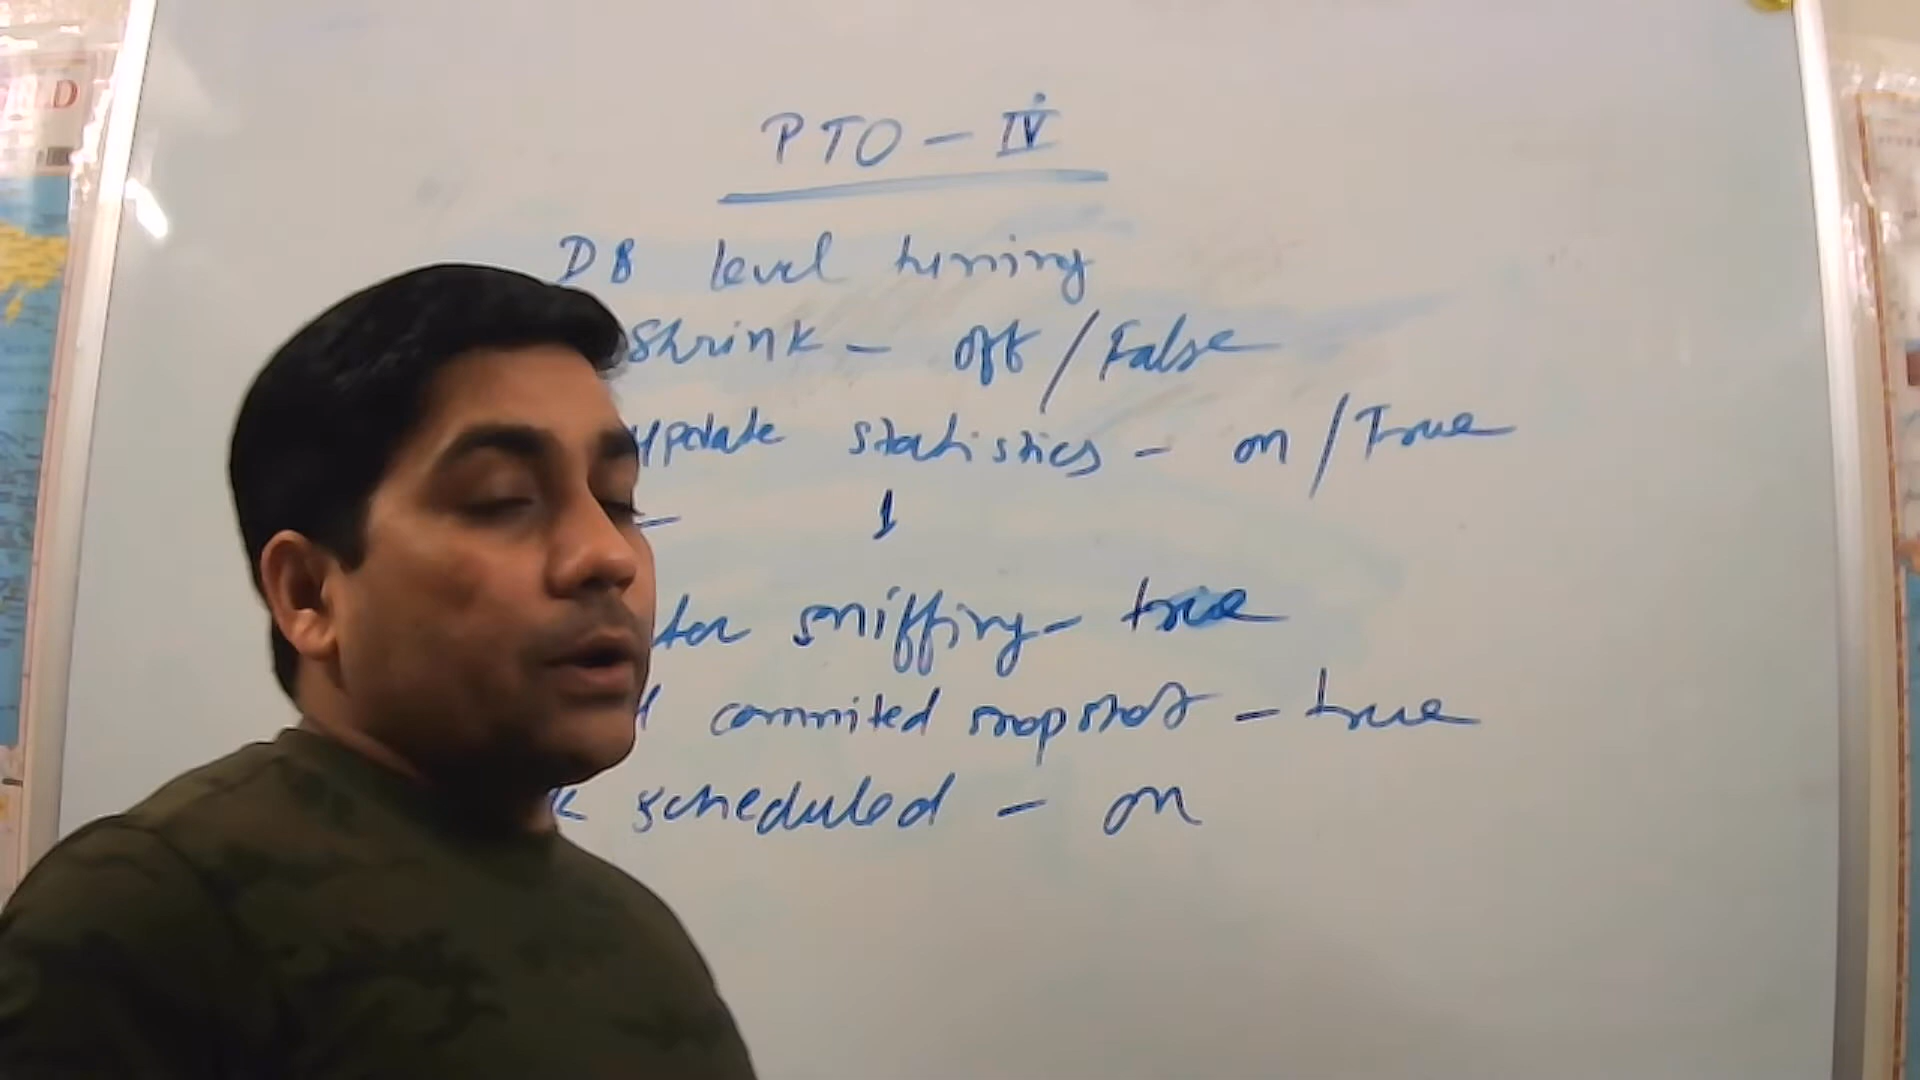 PTO - IV
DB level tuning
Shrink - off / False
update statistics - on / True
- 1
sniffing - true
commited snapshot - true
scheduled - on